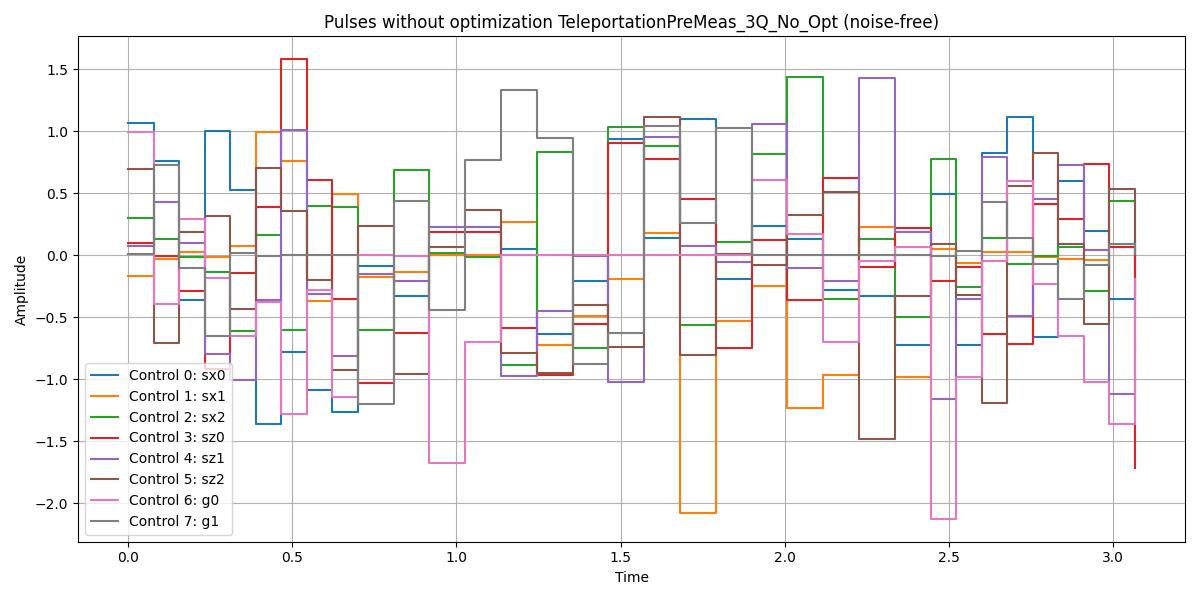 Pulses without optimization TeleportationPreMeas_3Q_No_Opt (noise-free)
Amplitude
1.5
1.0
0.5
0.0
−0.5
−1.0
−1.5
−2.0
Control 0: sx0
Control 1: sx1
Control 2: sx2
Control 3: sz0
Control 4: sz1
Control 5: sz2
Control 6: g0
Control 7: g1
0.0 0.5 1.0 1.5 2.0 2.5 3.0
Time